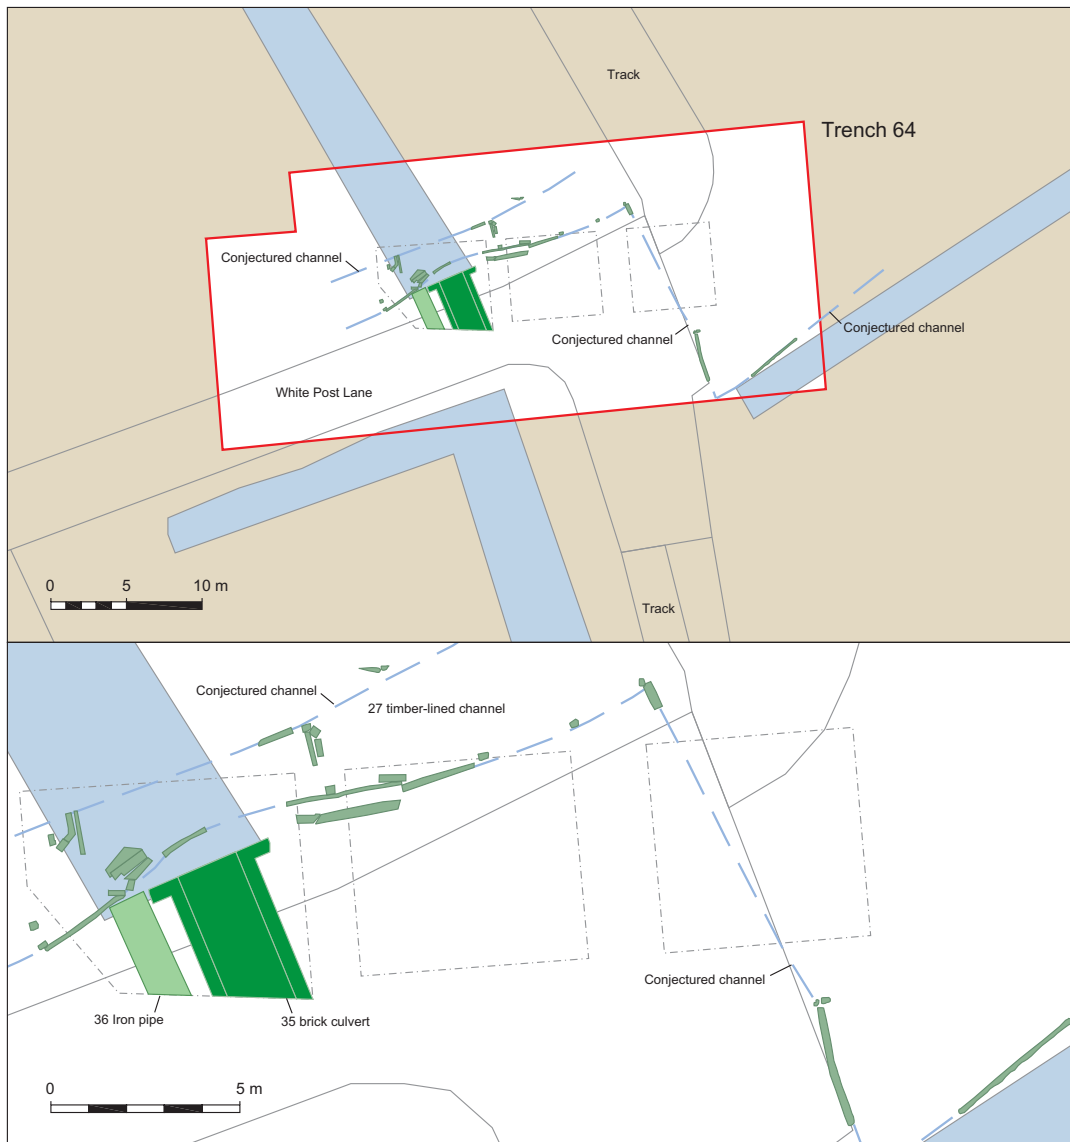 Track
Trench 64
Conjectured channel
Conjectured channel
Conjectured channel
White Post Lane
0 5 10 m
Track
Conjectured channel
27 timber-lined channel
Conjectured channel
36 Iron pipe
35 brick culvert
0 5 m